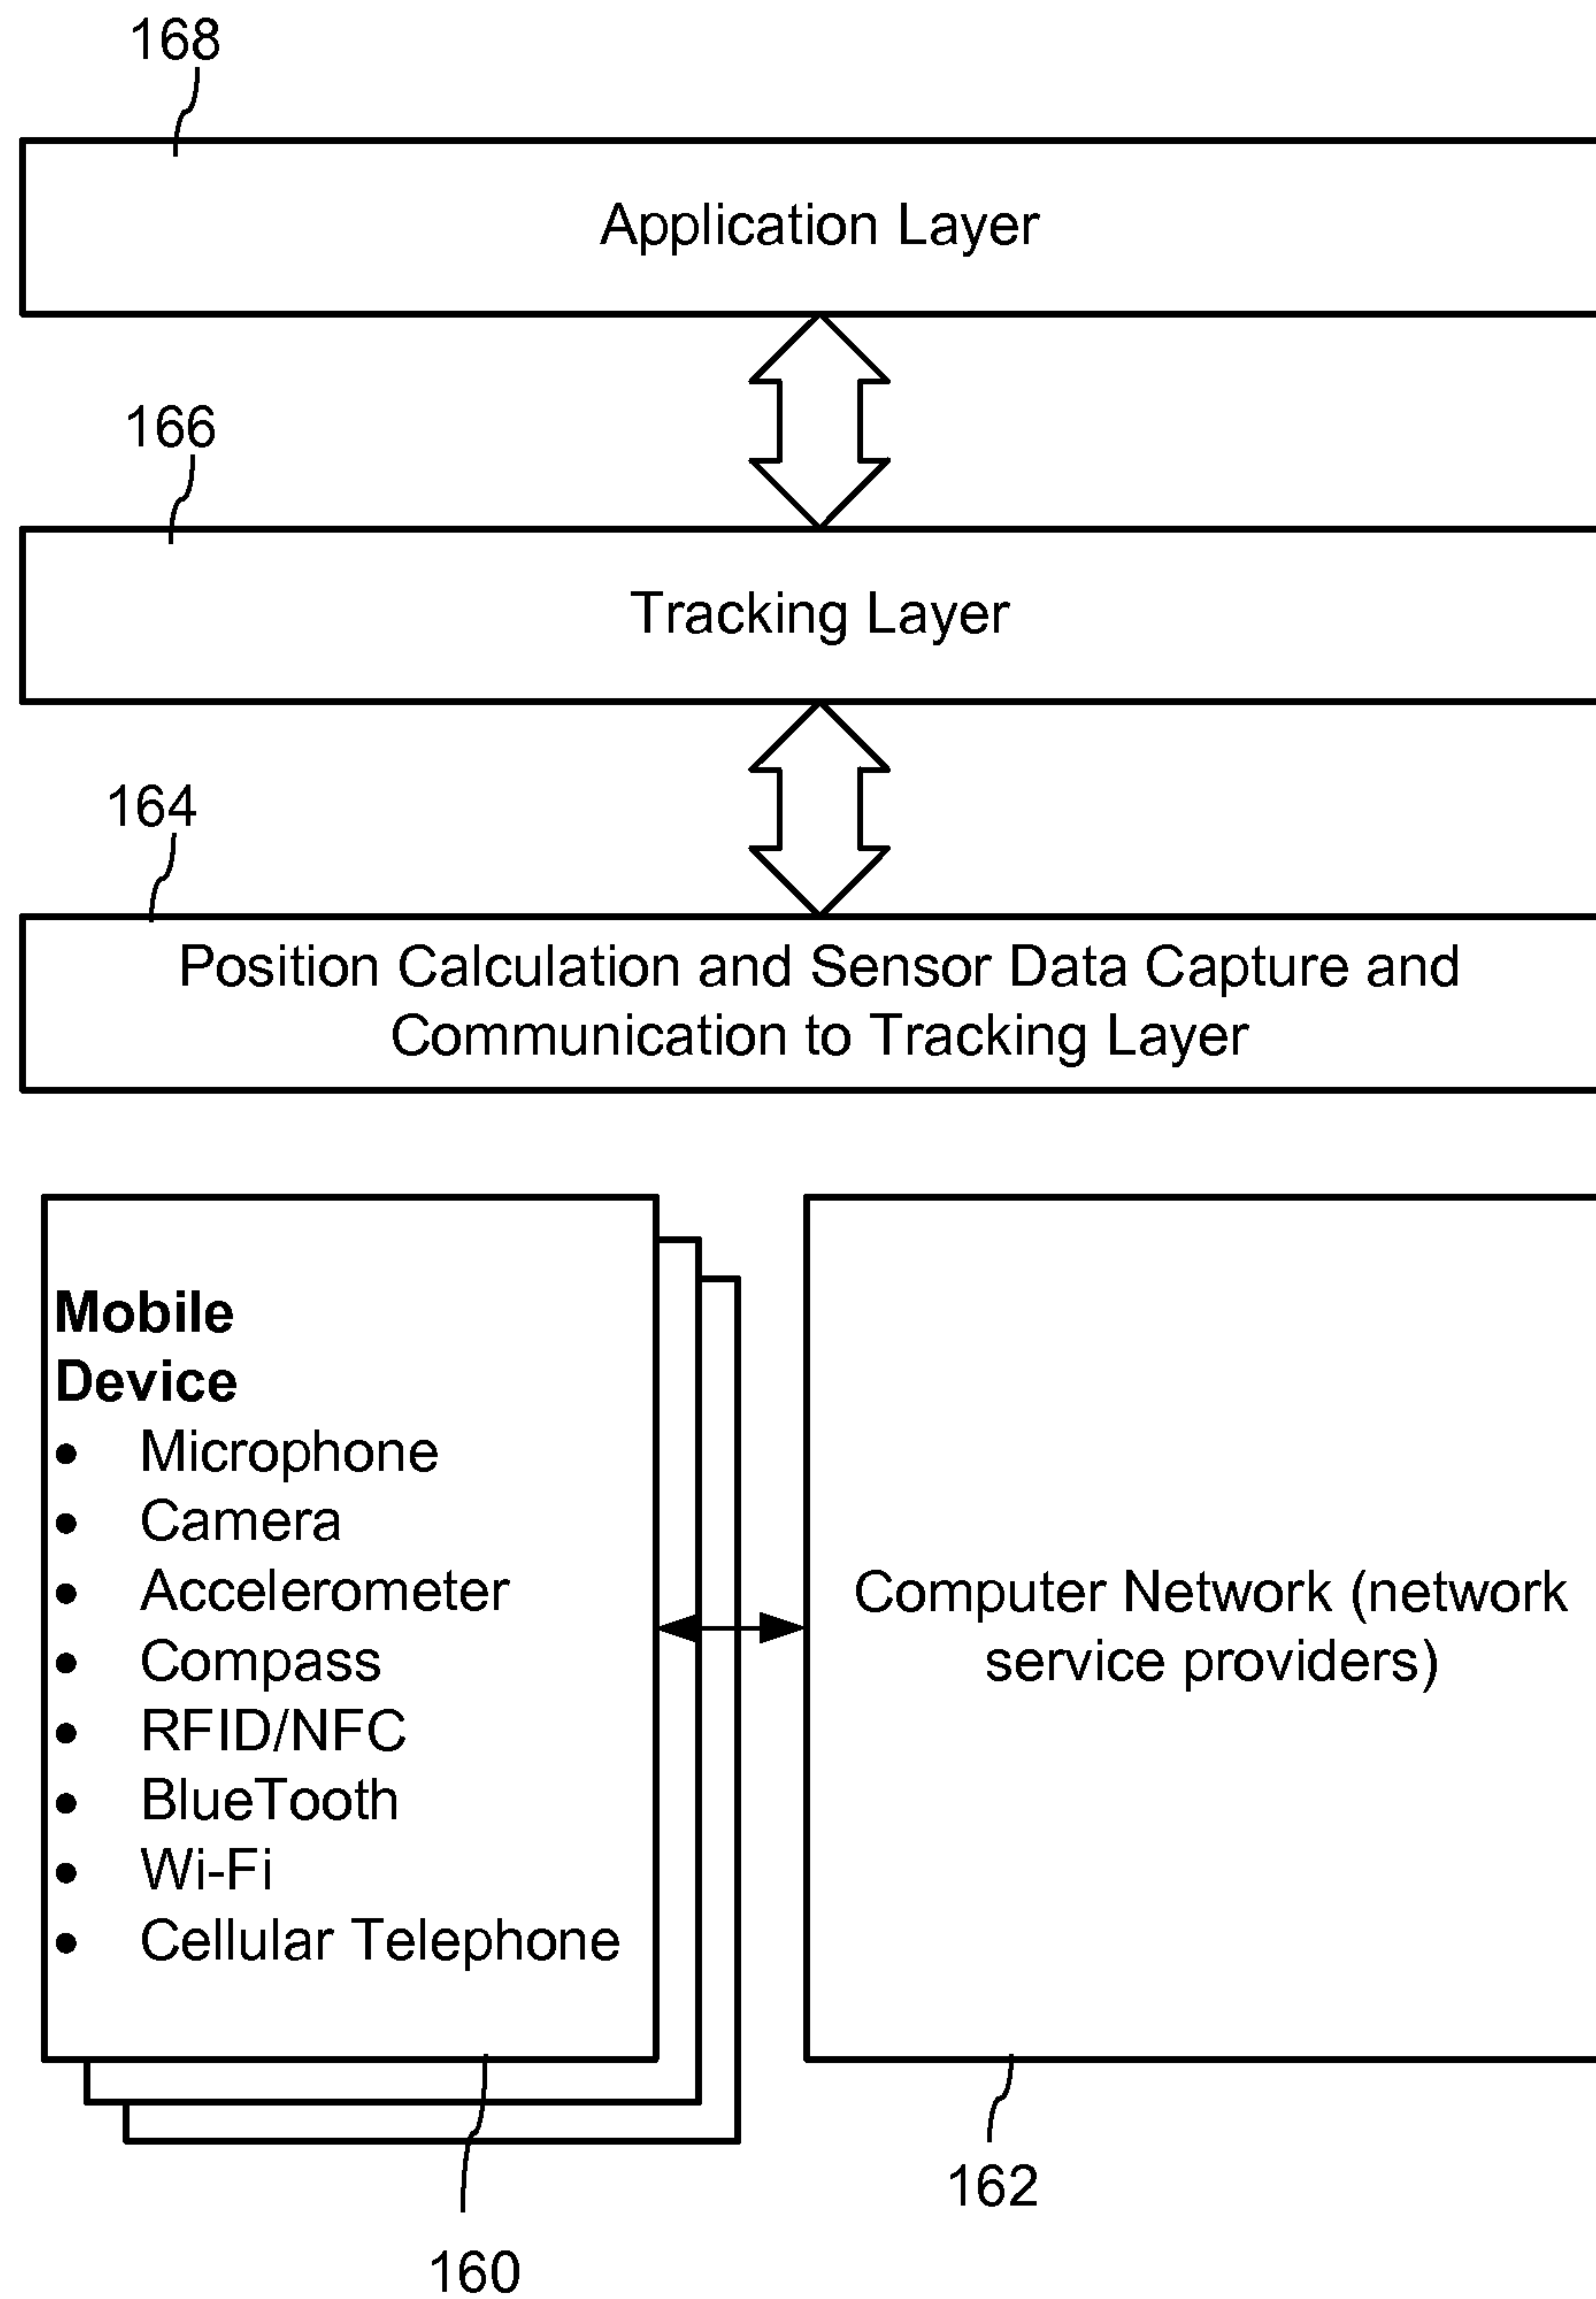 168
Application Layer
166
Tracking Layer
164
Position Calculation and Sensor Data Capture and
Communication to Tracking Layer
Mobile
Device
• Microphone
• Camera
• Accelerometer
• Compass
• RFID/NFC
• BlueTooth
• Wi-Fi
• Cellular Telephone
Computer Network (network
service providers)
162
160